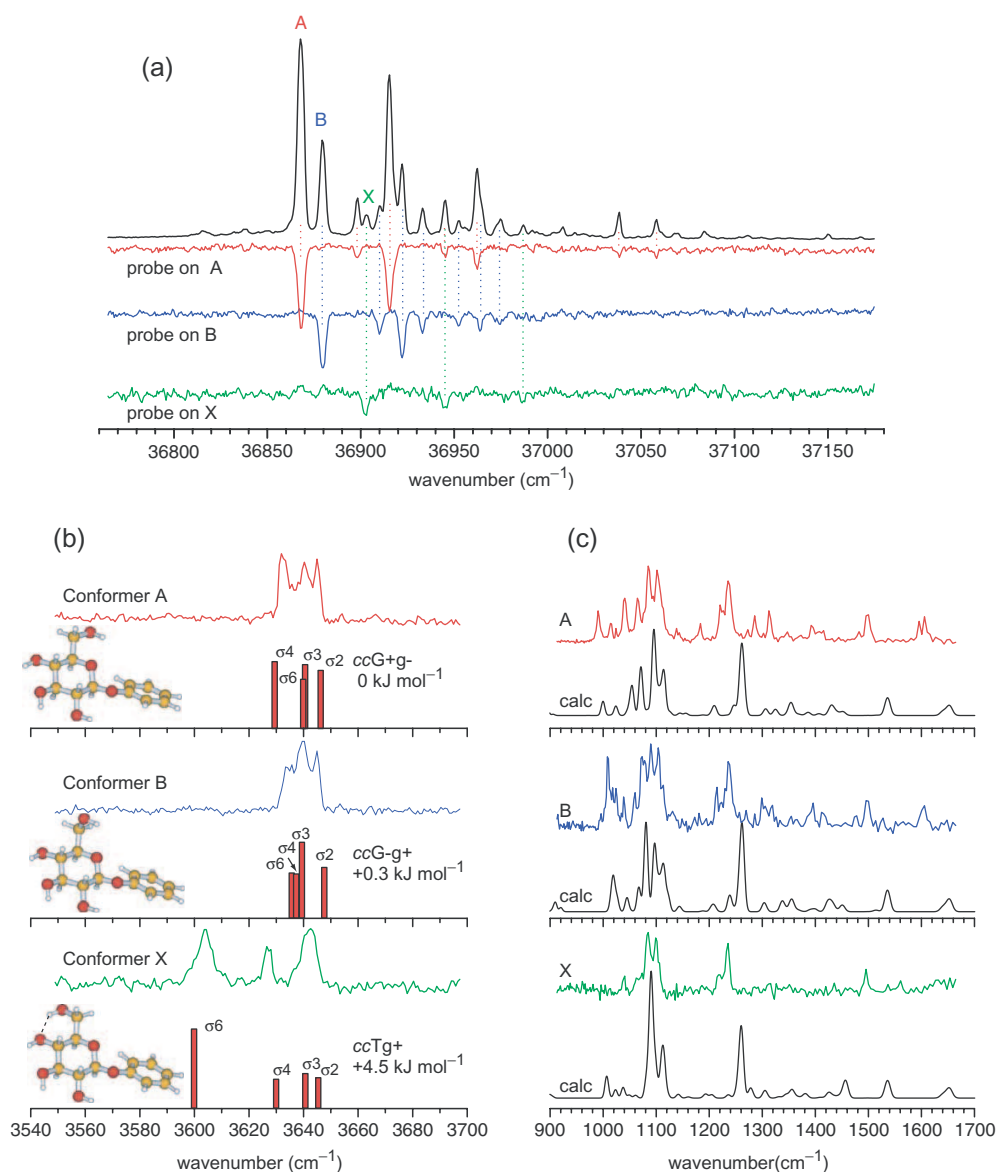 (a)
A
B
X
probe on A
probe on B
probe on X
36800 36850 36900 36950 37000 37050 37100 37150
wavenumber (cm⁻¹)
(b)
Conformer A
σ4
σ6
σ3
σ2
ccG+g-
0 kJ mol⁻¹
Conformer B
σ6
σ4
σ3
σ2
ccG-g+
+0.3 kJ mol⁻¹
Conformer X
σ6
σ4
σ3
σ2
ccTg+
+4.5 kJ mol⁻¹
3540 3560 3580 3600 3620 3640 3660 3680 3700
wavenumber (cm⁻¹)
(c)
A
calc
B
calc
X
calc
900 1000 1100 1200 1300 1400 1500 1600 1700
wavenumber(cm⁻¹)